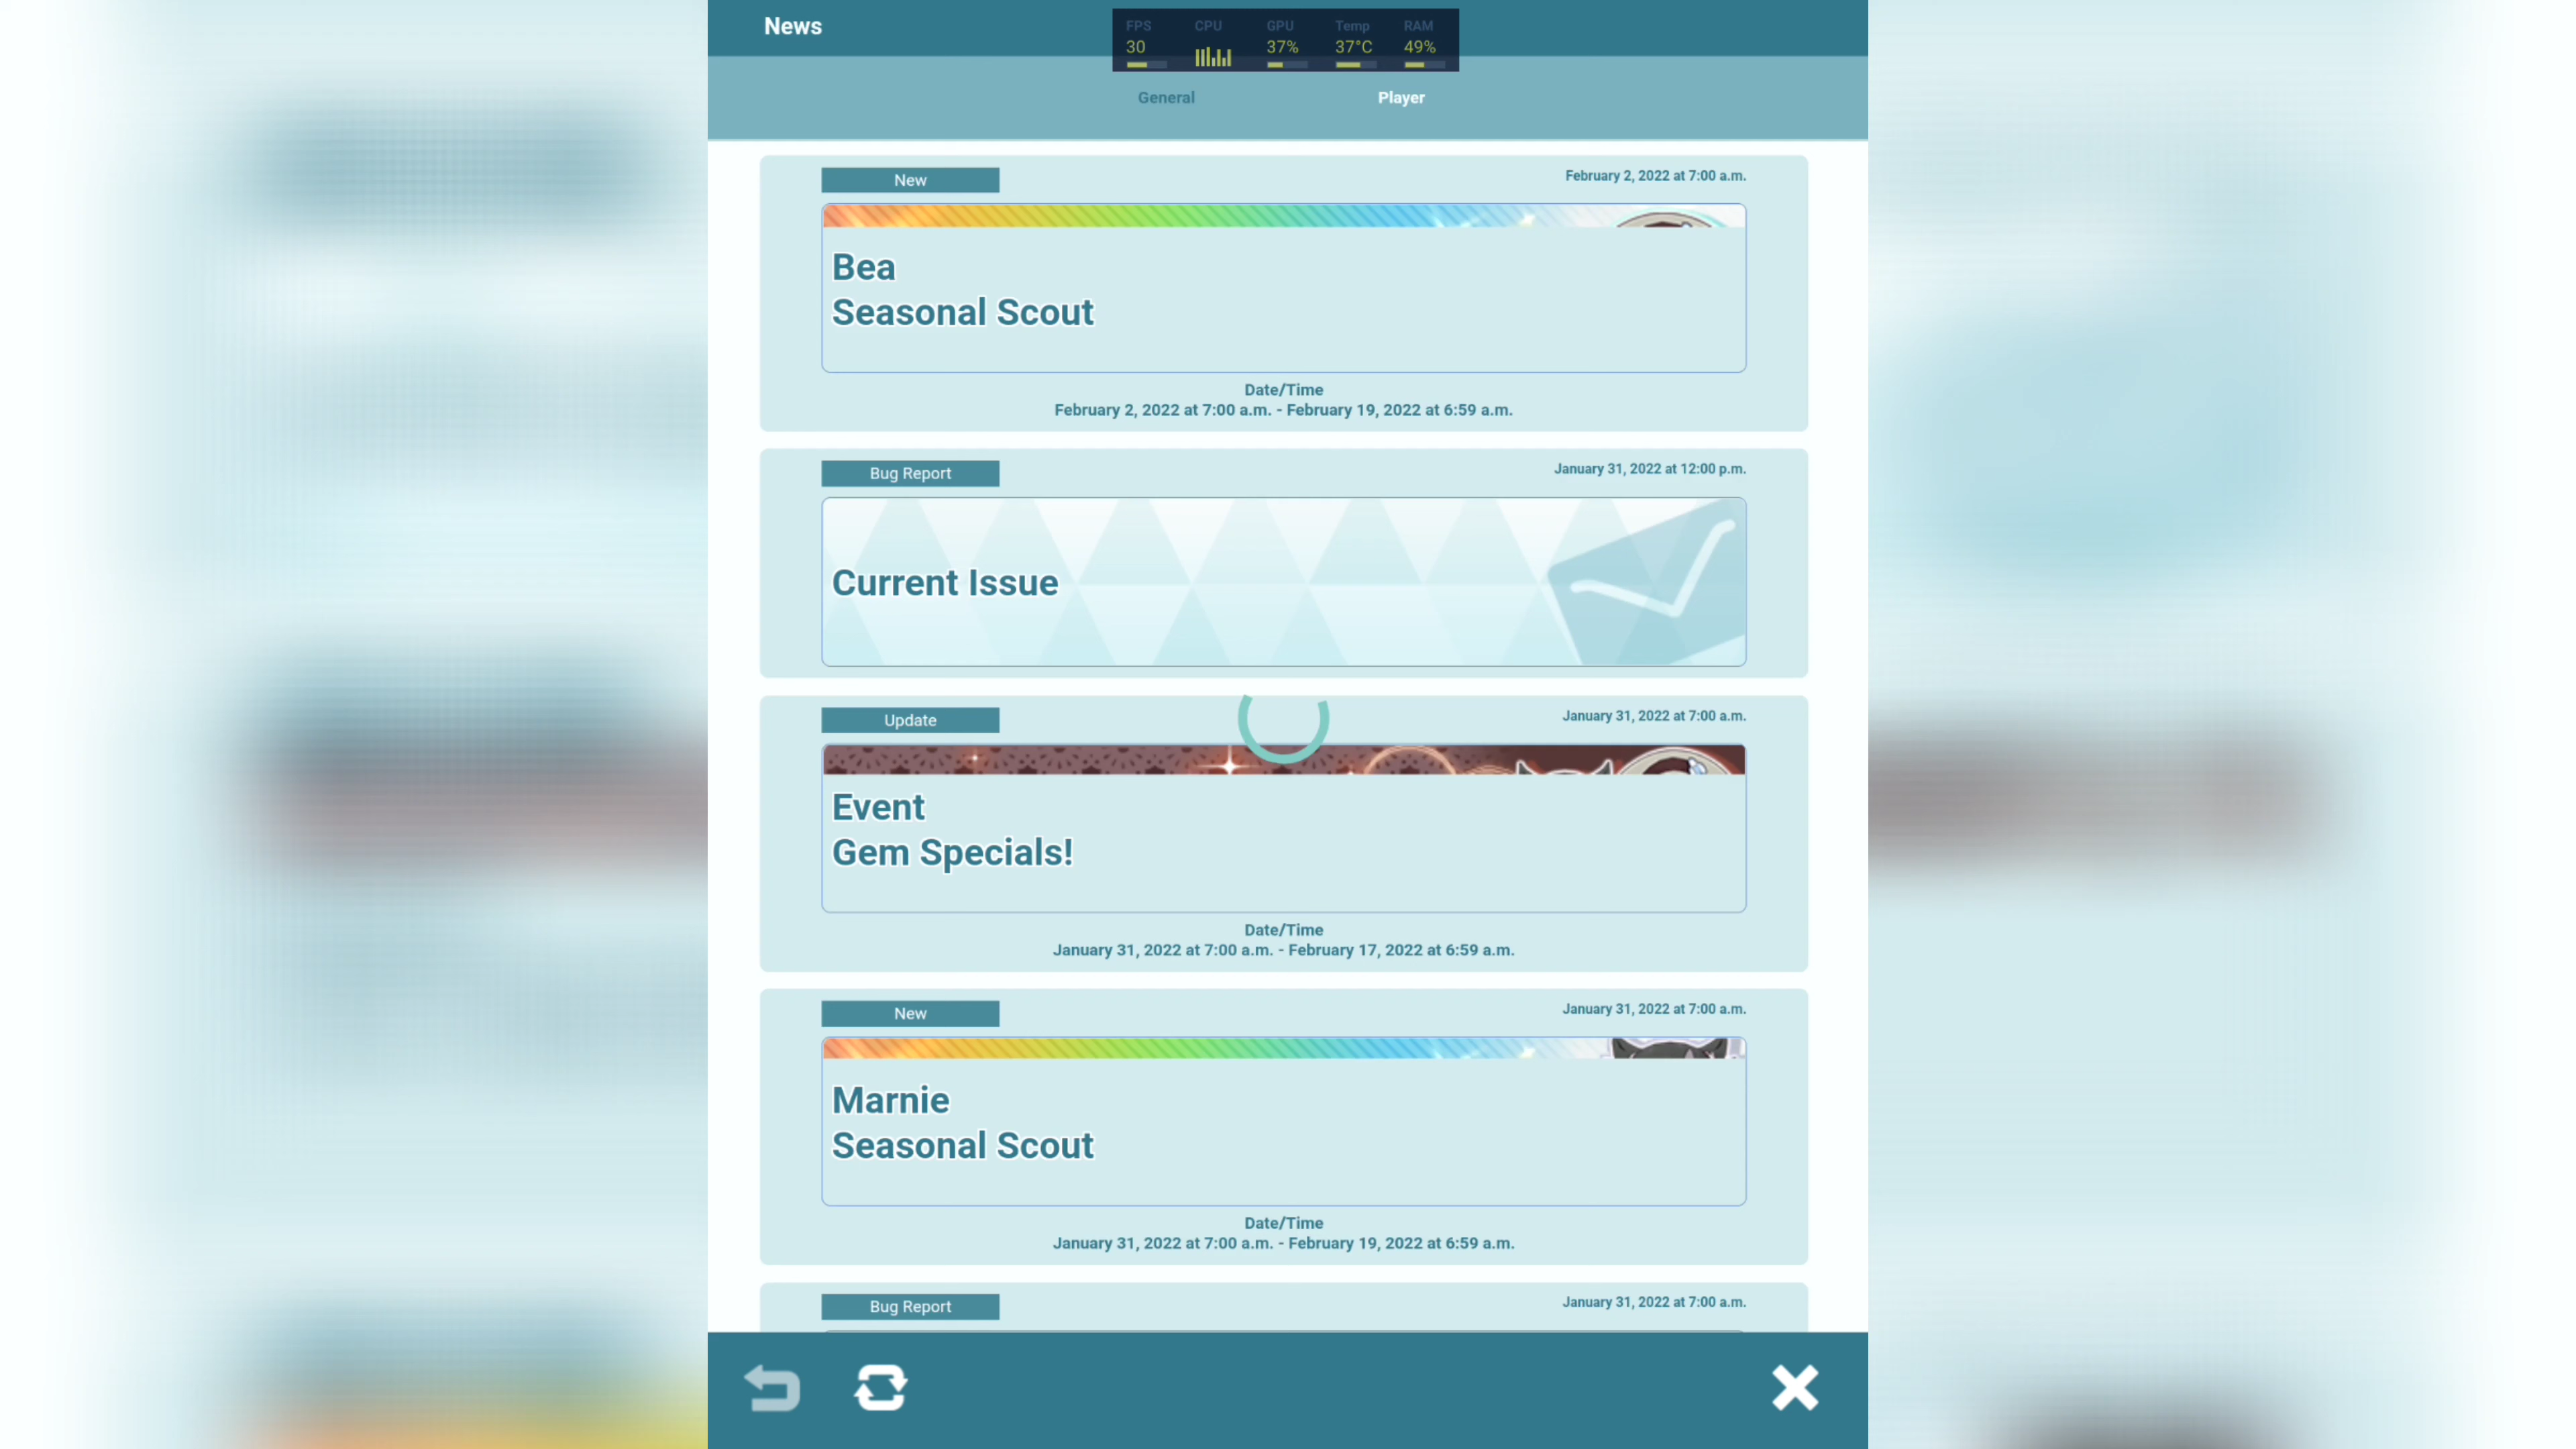 News
FPS CPU GPU Temp RAM
30 37% 37°C 49%
General Player
New February 2, 2022 at 7:00 a.m.
Bea
Seasonal Scout
Date/Time
February 2, 2022 at 7:00 a.m. - February 19, 2022 at 6:59 a.m.
Bug Report January 31, 2022 at 12:00 p.m.
Current Issue
Update January 31, 2022 at 7:00 a.m.
Event
Gem Specials!
Date/Time
January 31, 2022 at 7:00 a.m. - February 17, 2022 at 6:59 a.m.
New January 31, 2022 at 7:00 a.m.
Marnie
Seasonal Scout
Date/Time
January 31, 2022 at 7:00 a.m. - February 19, 2022 at 6:59 a.m.
Bug Report January 31, 2022 at 7:00 a.m.